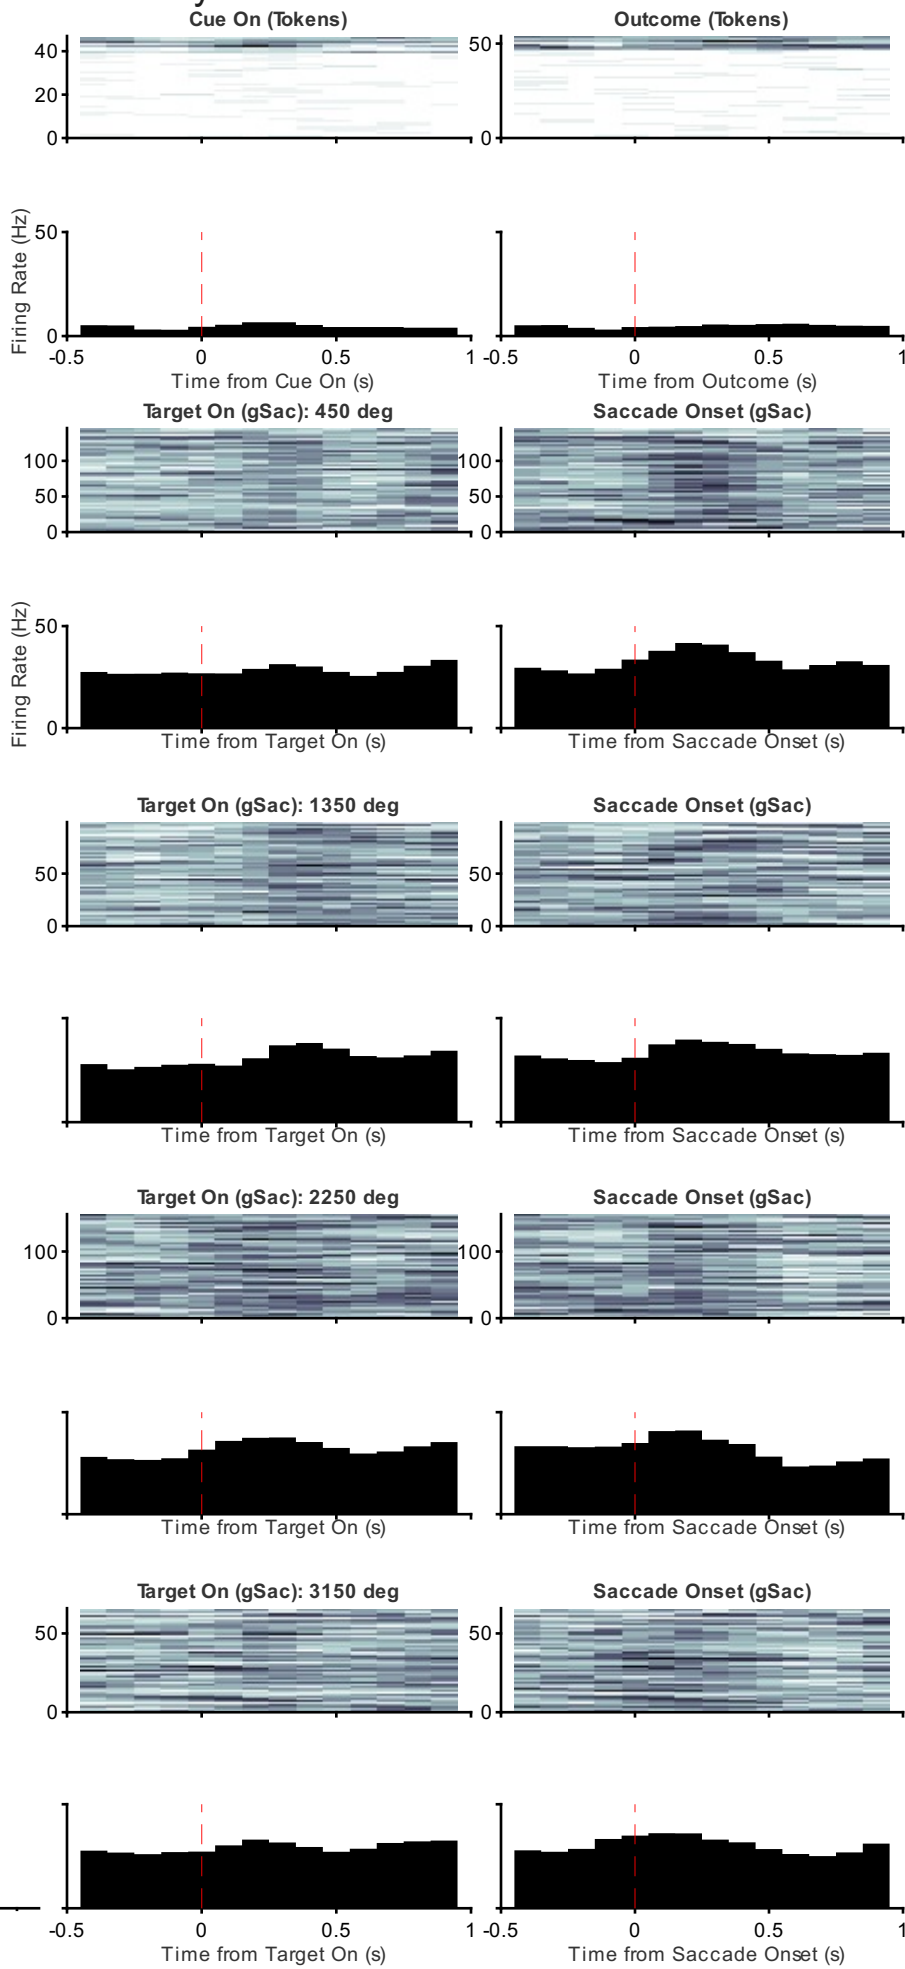 Cue On (Tokens) Outcome (Tokens)
40 50
20
0 0
Firing Rate (Hz)
50
0
-0.5 0 0.5 1 -0.5 0 0.5 1
Time from Cue On (s) Time from Outcome (s)
Target On (gSac): 450 deg Saccade Onset (gSac)
100 100
50 50
0 0
Firing Rate (Hz)
50
0
Time from Target On (s) Time from Saccade Onset (s)
Target On (gSac): 1350 deg Saccade Onset (gSac)
50 50
0 0
Time from Target On (s) Time from Saccade Onset (s)
Target On (gSac): 2250 deg Saccade Onset (gSac)
100 100
0 0
Time from Target On (s) Time from Saccade Onset (s)
Target On (gSac): 3150 deg Saccade Onset (gSac)
50 50
0 0
-0.5 0 0.5 1 -0.5 0 0.5 1
Time from Target On (s) Time from Saccade Onset (s)